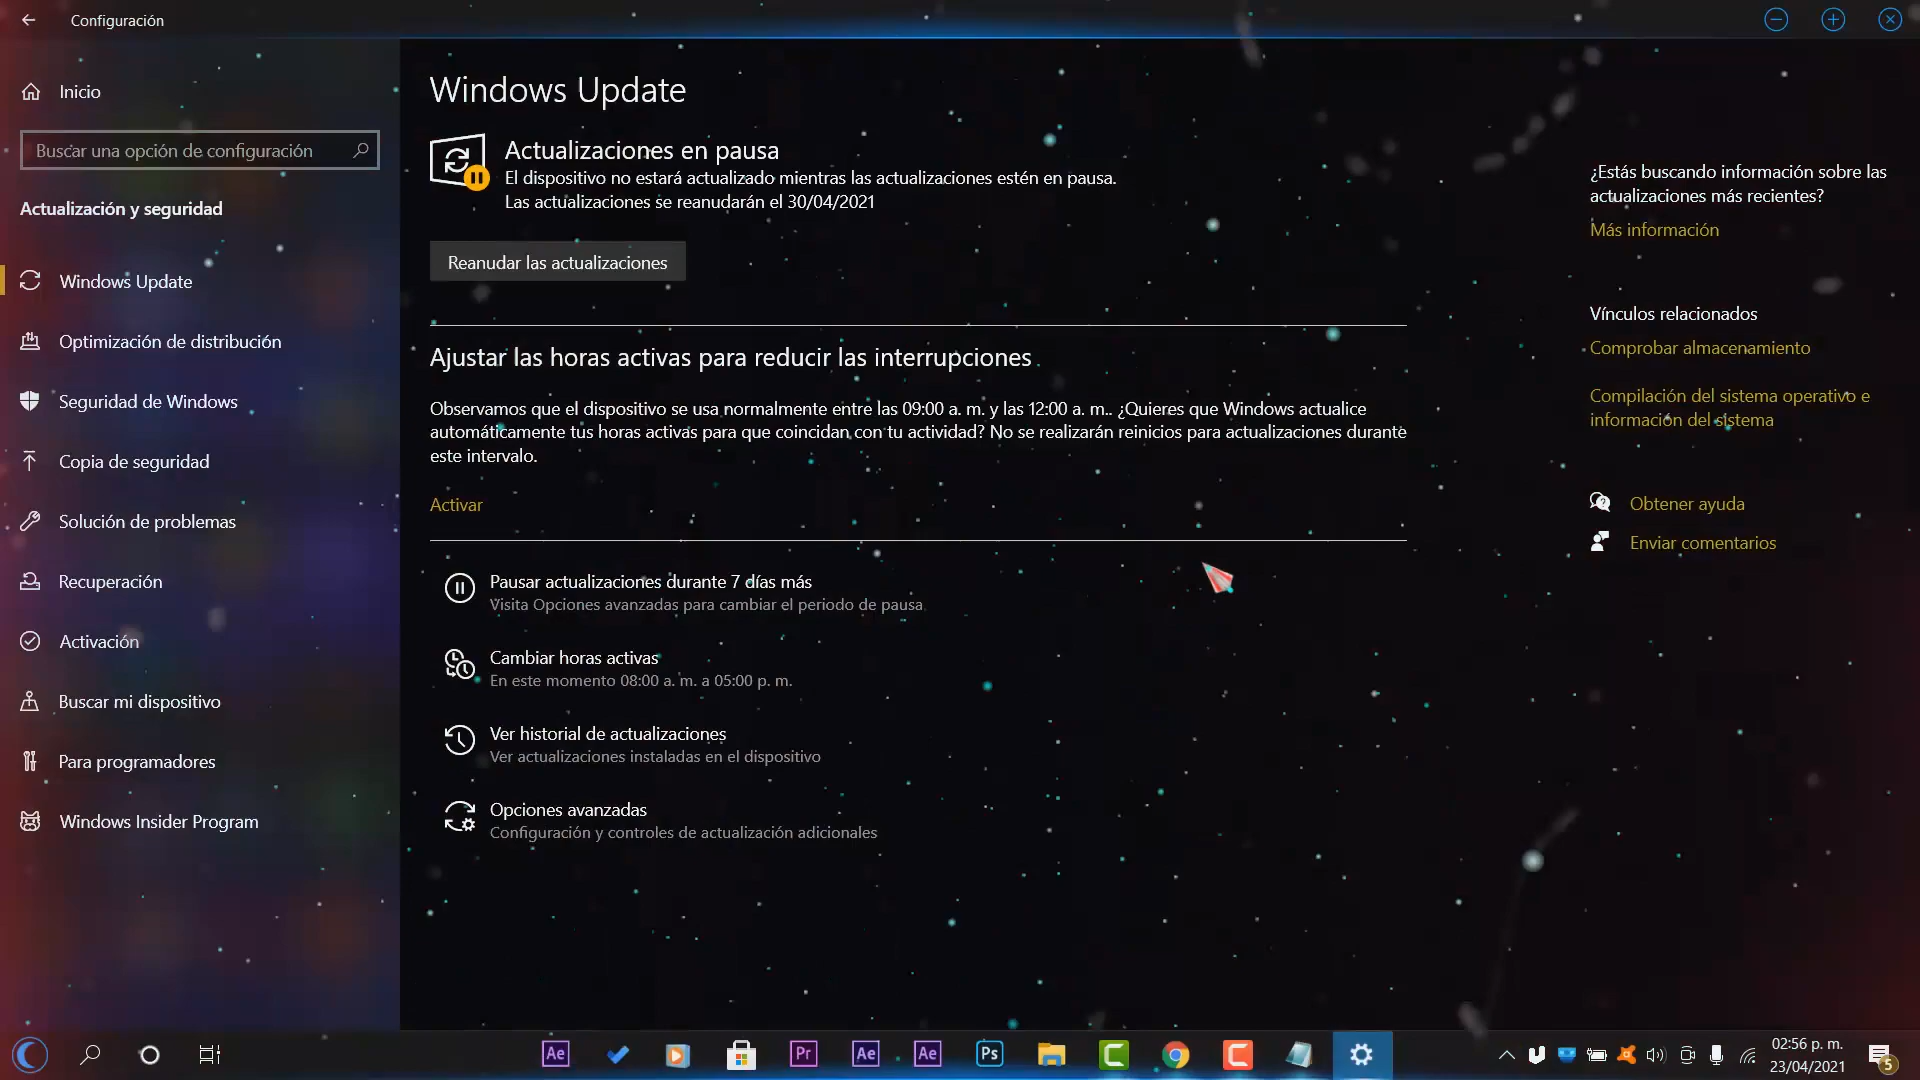 Configuración
Inicio
Buscar una opción de configuración
Actualización y seguridad
Windows Update
Optimización de distribución
Seguridad de Windows
Copia de seguridad
Solución de problemas
Recuperación
Activación
Buscar mi dispositivo
Para programadores
Windows Insider Program
Windows Update
Actualizaciones en pausa
El dispositivo no estará actualizado mientras las actualizaciones estén en pausa.
Las actualizaciones se reanudarán el 30/04/2021
Reanudar las actualizaciones
Ajustar las horas activas para reducir las interrupciones
Observamos que el dispositivo se usa normalmente entre las 09:00 a. m. y las 12:00 a. m.. ¿Quieres que Windows actualice
automáticamente tus horas activas para que coincidan con tu actividad? No se realizarán reinicios para actualizaciones durante
este intervalo.
Activar
Pausar actualizaciones durante 7 días más
Visita Opciones avanzadas para cambiar el periodo de pausa
Cambiar horas activas
En este momento 08:00 a. m. a 05:00 p. m.
Ver historial de actualizaciones
Ver actualizaciones instaladas en el dispositivo
Opciones avanzadas
Configuración y controles de actualización adicionales
¿Estás buscando información sobre las
actualizaciones más recientes?
Más información
Vínculos relacionados
Comprobar almacenamiento
Compilación del sistema operativo e
información del sistema
Obtener ayuda
Enviar comentarios
Ae
Pr
Ae
Ae
Ps
02:56 p. m.
23/04/2021
5